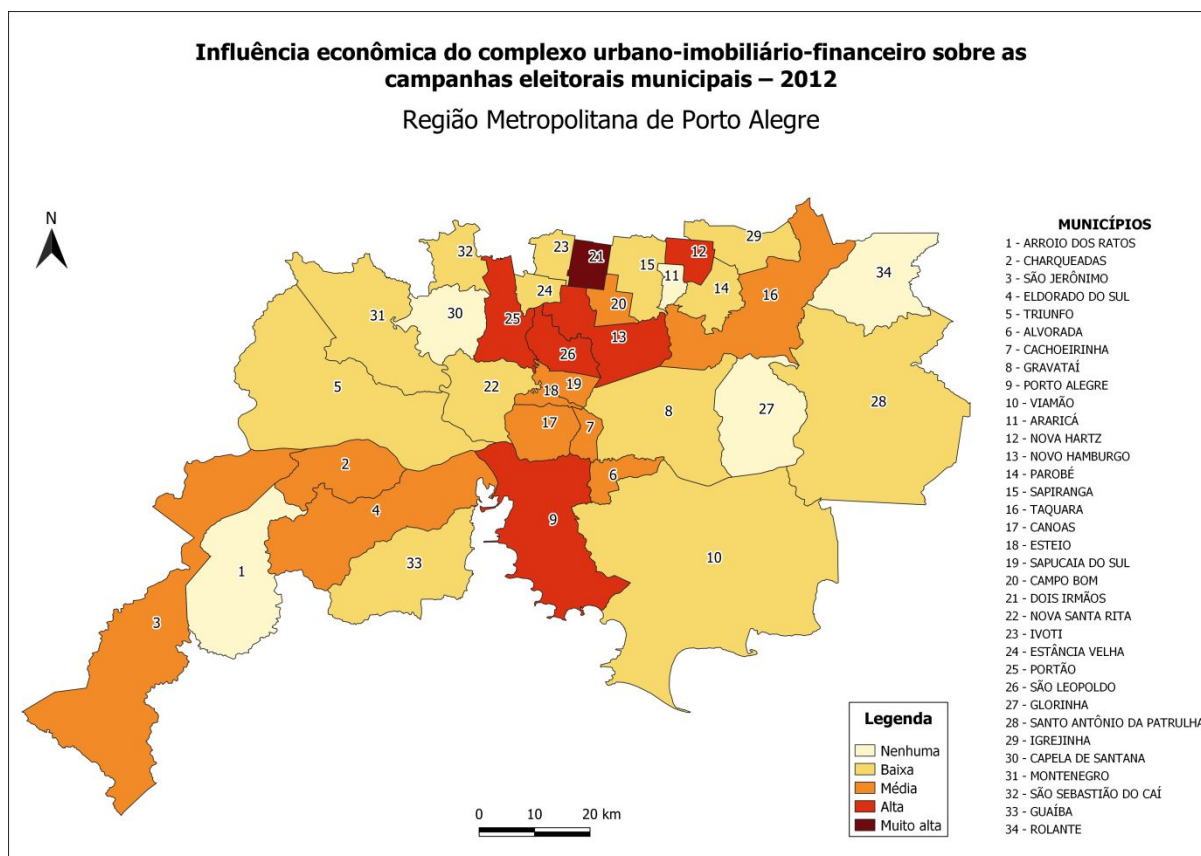 Influência econômica do complexo urbano-imobiliário-financeiro sobre as
campanhas eleitorais municipais – 2012
Região Metropolitana de Porto Alegre
N
MUNICÍPIOS
1 - ARROIO DOS RATOS
2 - CHARQUEADAS
3 - SÃO JERÔNIMO
4 - ELDORADO DO SUL
5 - TRIUNFO
6 - ALVORADA
7 - CACHOEIRINHA
8 - GRAVATAÍ
9 - PORTO ALEGRE
10 - VIAMÃO
11 - ARARICÁ
12 - NOVA HARTZ
13 - NOVO HAMBURGO
14 - PAROBÉ
15 - SAPIRANGA
16 - TAQUARA
17 - CANOAS
18 - ESTEIO
19 - SAPUCAIA DO SUL
20 - CAMPO BOM
21 - DOIS IRMÃOS
22 - NOVA SANTA RITA
23 - IVOTI
24 - ESTÂNCIA VELHA
25 - PORTÃO
26 - SÃO LEOPOLDO
27 - GLORINHA
28 - SANTO ANTÔNIO DA PATRULHA
29 - IGREJINHA
30 - CAPELA DE SANTANA
31 - MONTENEGRO
32 - SÃO SEBASTIÃO DO CAÍ
33 - GUAÍBA
34 - ROLANTE
32
23
21
15
12
29
34
11
14
16
24
20
31
30
25
13
26
5
22
18
19
8
27
28
17
7
2
6
4
9
33
10
1
3
Legenda
Nenhuma
Baixa
Média
Alta
Muito alta
0 10 20 km